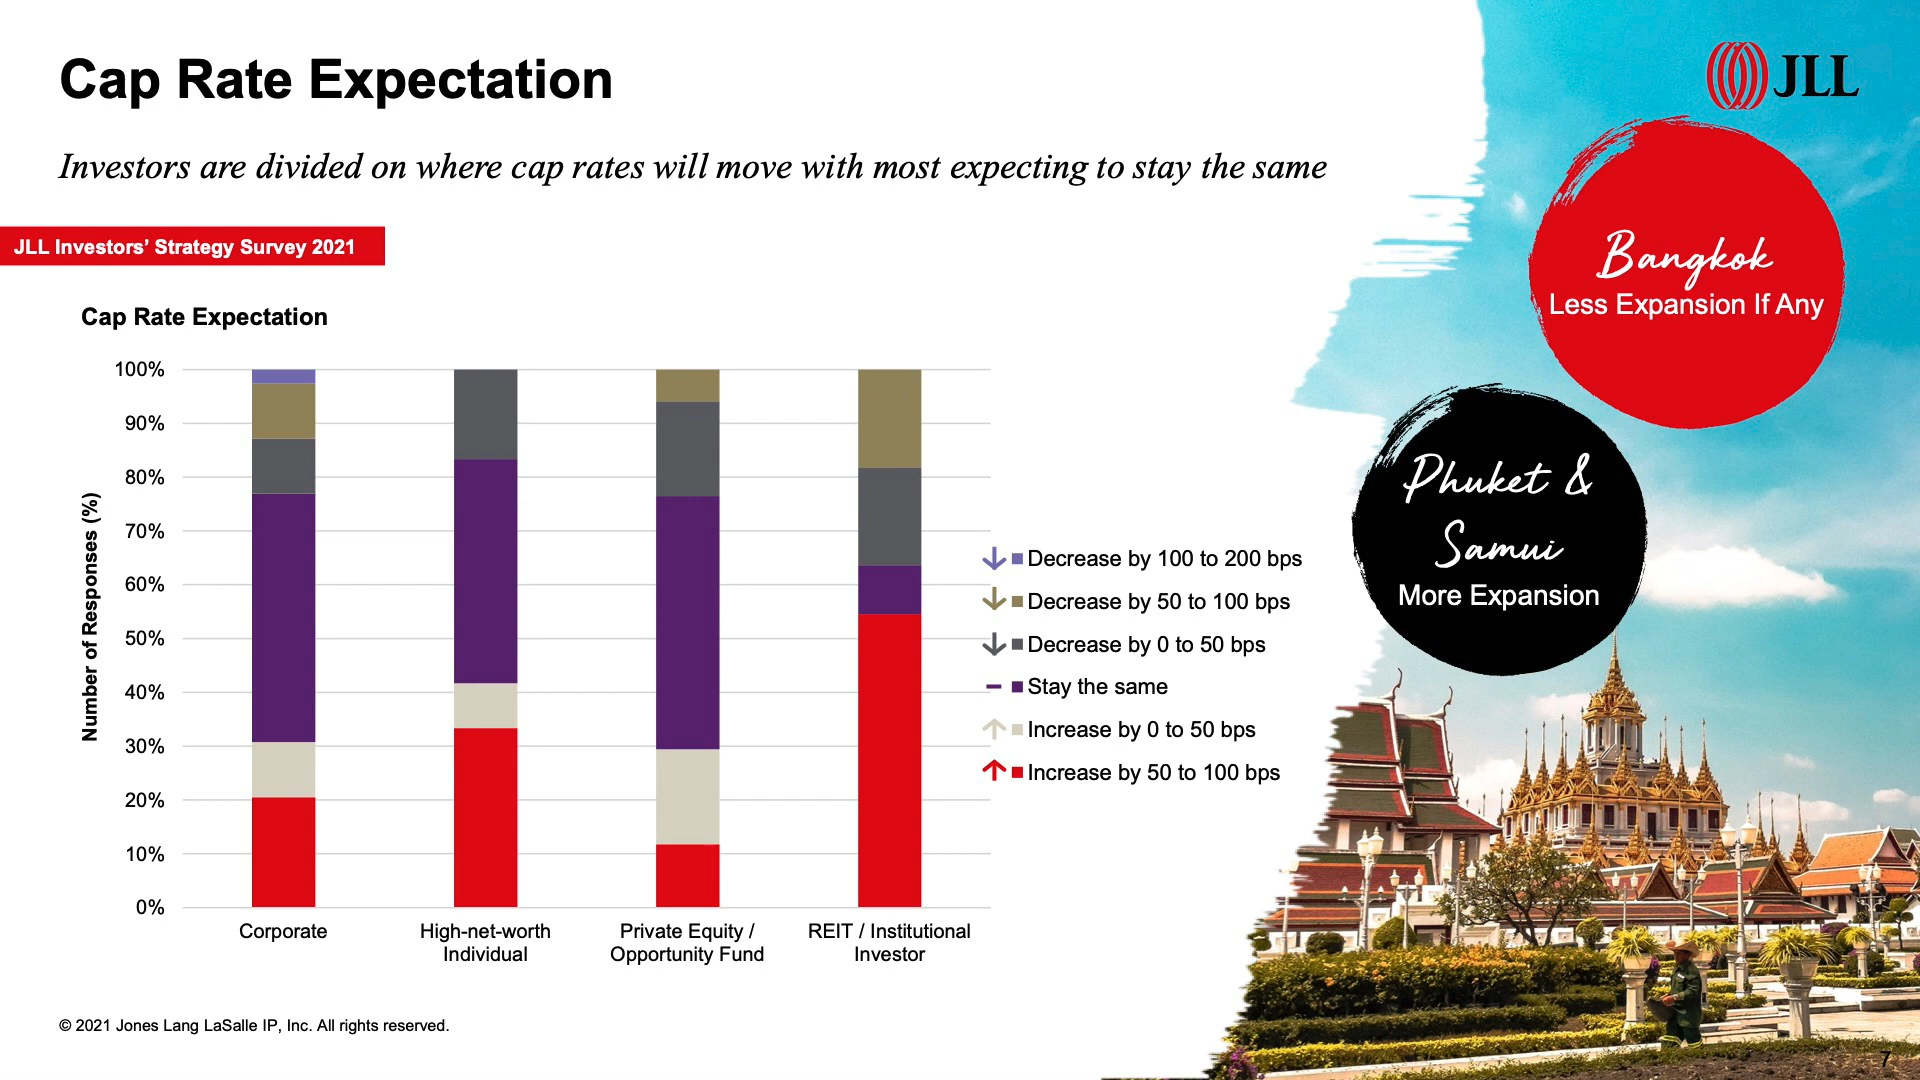 Cap Rate Expectation
JLL
Investors are divided on where cap rates will move with most expecting to stay the same
JLL Investors’ Strategy Survey 2021
Bangkok
Less Expansion If Any
Phuket &
Samui
More Expansion
Cap Rate Expectation
Number of Responses (%)
100%
90%
80%
70%
60%
50%
40%
30%
20%
10%
0%
Corporate
High-net-worth
Individual
Private Equity /
Opportunity Fund
REIT / Institutional
Investor
Decrease by 100 to 200 bps
Decrease by 50 to 100 bps
Decrease by 0 to 50 bps
Stay the same
Increase by 0 to 50 bps
Increase by 50 to 100 bps
© 2021 Jones Lang LaSalle IP, Inc. All rights reserved.
7